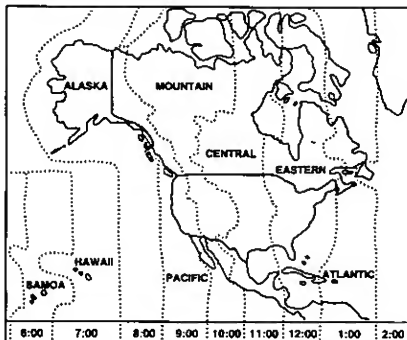 ALASKA MOUNTAIN
CENTRAL
EASTERN
HAWAII
SAMOA
PACIFIC ATLANTIC
6:00 7:00 8:00 9:00 10:00 11:00 12:00 1:00 2:00